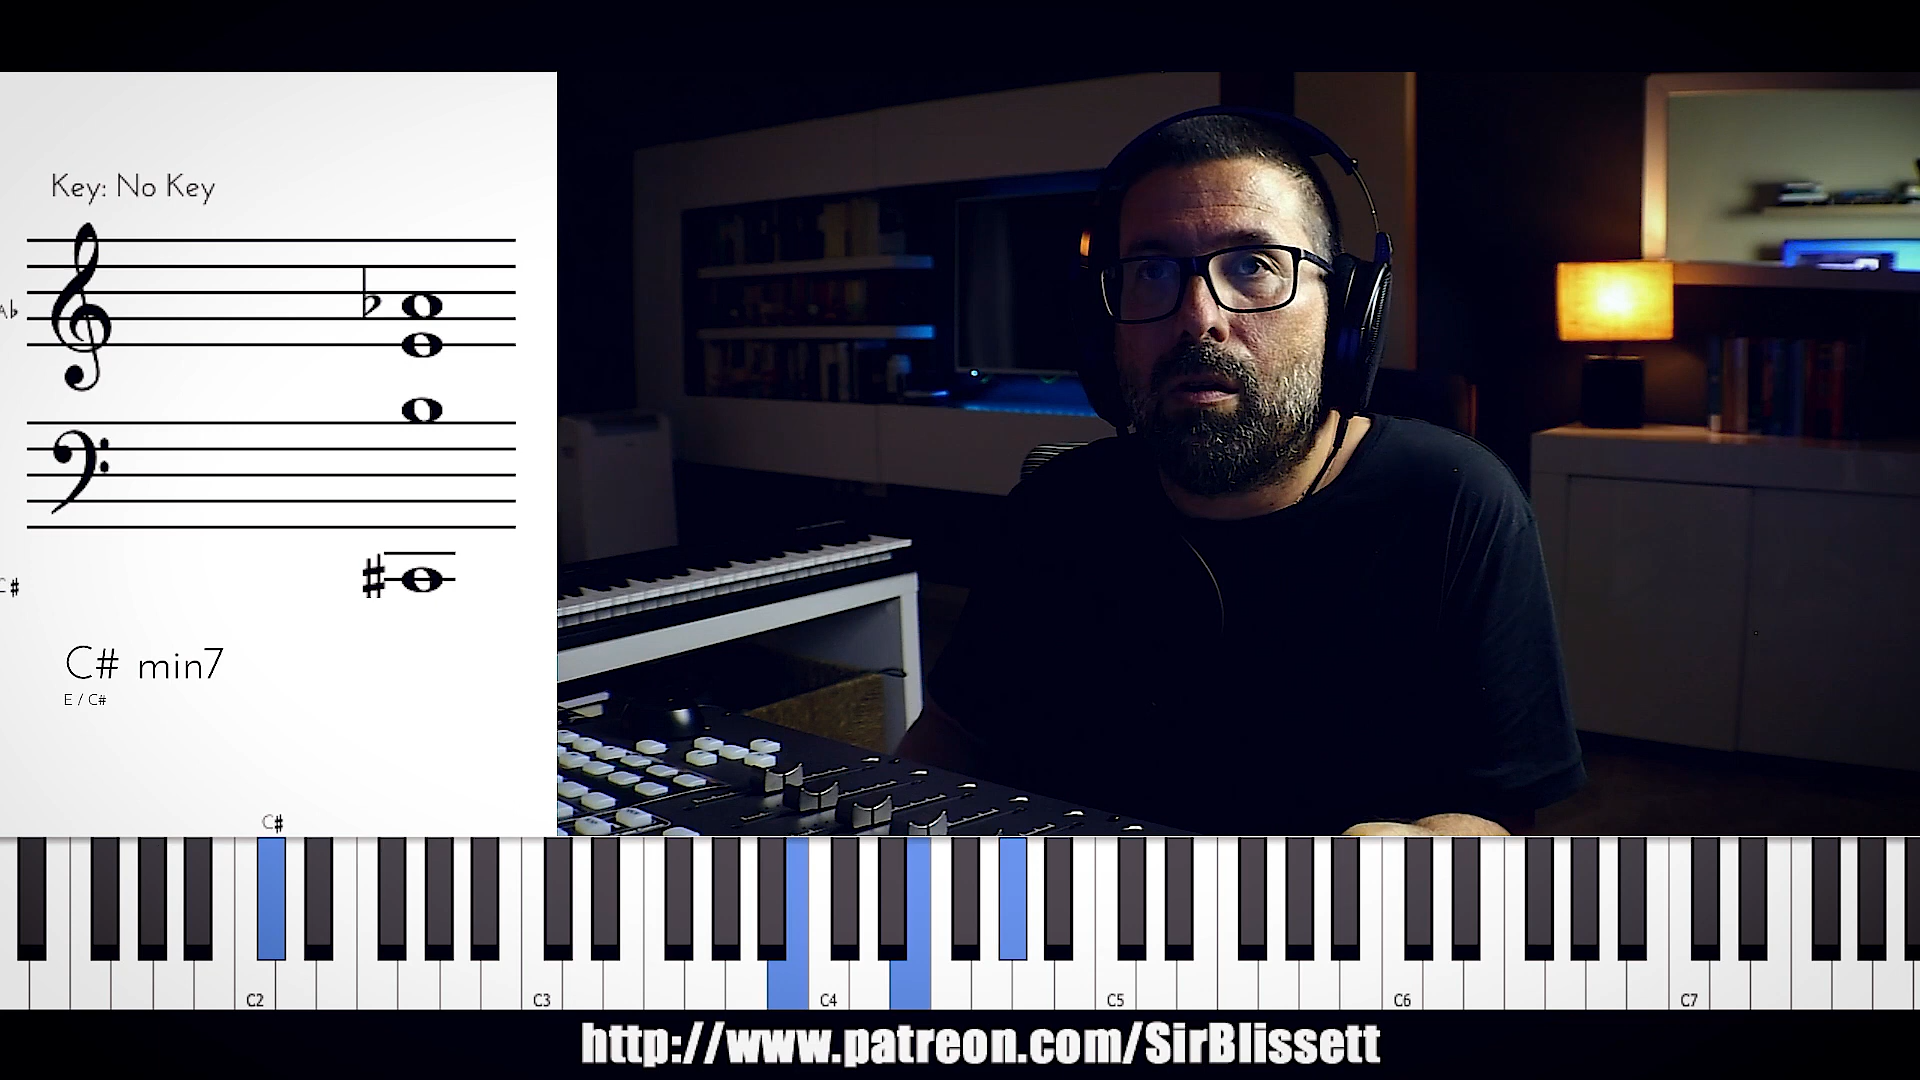 Key: No Key
Ab
C#
C# min7
E / C#
C#
C2 C3 C4 C5 C6 C7
http://www.patreon.com/SirBlissett